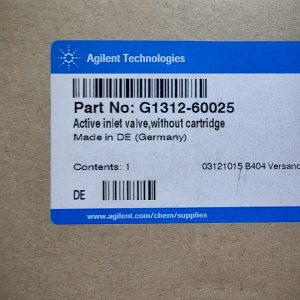 Agilent Technologies
Part No: G1312-60025
Active inlet valve,without cartridge
Made in DE (Germany)
Contents: 1
03121015 B404 Versand
DE
www.agilent.com/chem/supplies